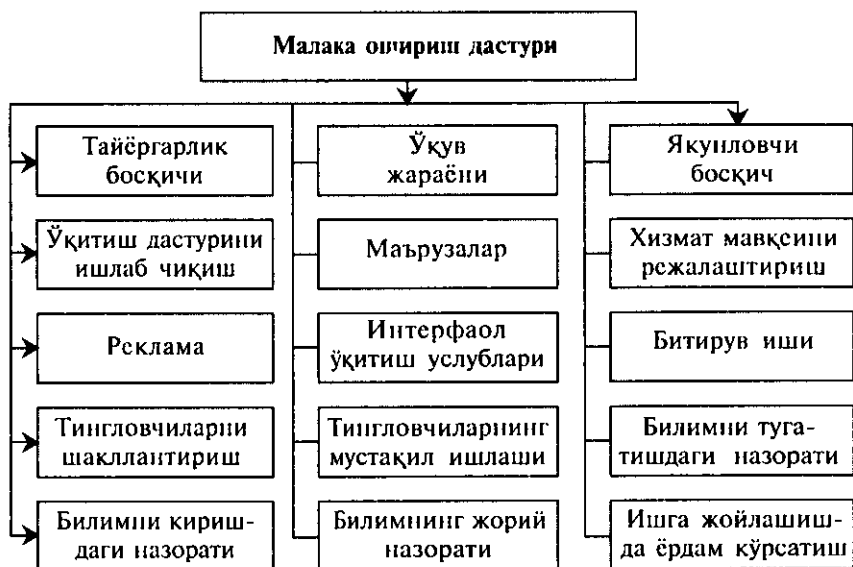 Малака ошириш дастури
Тайёргарлик
босқичи
Ўқув
жараёни
Якунловчи
босқич
Ўқитиш дастурини
ишлаб чиқиш
Маърузалар
Хизмат мавқеини
режалаштириш
Реклама
Интерфаол
ўқитиш услублари
Битирув иши
Тингловчиларни
шакллантириш
Тингловчиларнинг
мустақил ишлаши
Билимни туга-
тишдаги назорати
Билимни кириш-
даги назорати
Билимнинг жорий
назорати
Ишга жойлашиш-
да ёрдам кўрсатиш